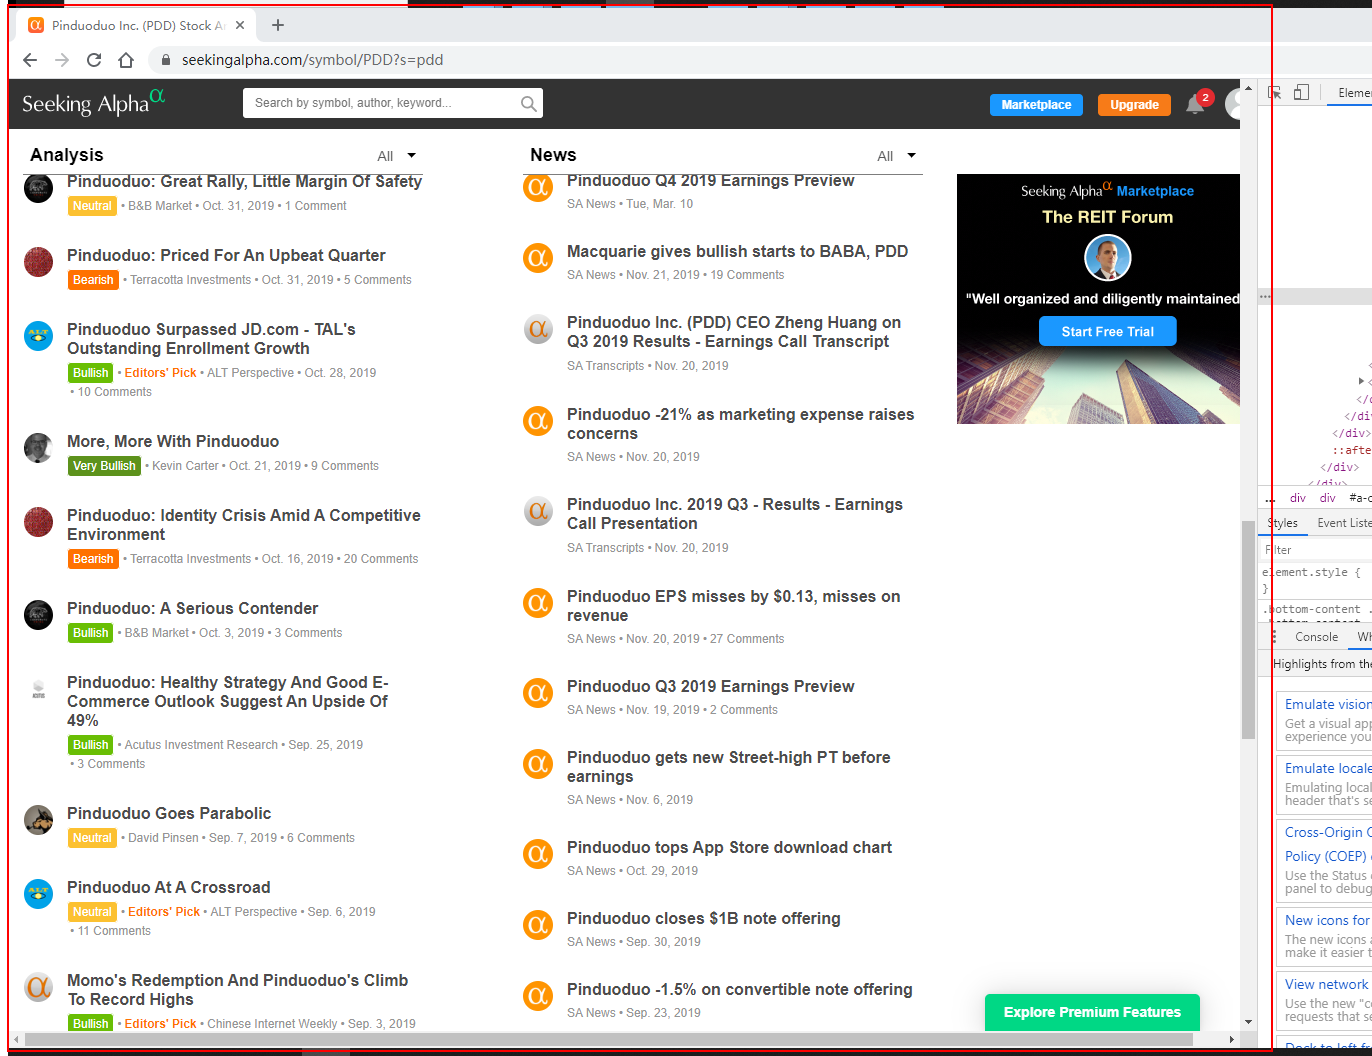 Pinduoduo Inc. (PDD) Stock A
seekingalpha.com/symbol/PDD?s=pdd
Seeking Alpha α
Search by symbol, author, keyword...
Marketplace
Upgrade
2
Analysis
All
Pinduoduo: Great Rally, Little Margin Of Safety
Neutral • B&B Market • Oct. 31, 2019 • 1 Comment
Pinduoduo: Priced For An Upbeat Quarter
Bearish • Terracotta Investments • Oct. 31, 2019 • 5 Comments
Pinduoduo Surpassed JD.com - TAL's
Outstanding Enrollment Growth
Bullish • Editors' Pick • ALT Perspective • Oct. 28, 2019
• 10 Comments
More, More With Pinduoduo
Very Bullish • Kevin Carter • Oct. 21, 2019 • 9 Comments
Pinduoduo: Identity Crisis Amid A Competitive
Environment
Bearish • Terracotta Investments • Oct. 16, 2019 • 20 Comments
Pinduoduo: A Serious Contender
Bullish • B&B Market • Oct. 3, 2019 • 3 Comments
Pinduoduo: Healthy Strategy And Good E-
Commerce Outlook Suggest An Upside Of
49%
Bullish • Acutus Investment Research • Sep. 25, 2019
• 3 Comments
Pinduoduo Goes Parabolic
Neutral • David Pinsen • Sep. 7, 2019 • 6 Comments
Pinduoduo At A Crossroad
Neutral • Editors' Pick • ALT Perspective • Sep. 6, 2019
• 11 Comments
Momo's Redemption And Pinduoduo's Climb
To Record Highs
Bullish • Editors' Pick • Chinese Internet Weekly • Sep. 3, 2019
News
All
Pinduoduo Q4 2019 Earnings Preview
SA News • Tue, Mar. 10
Macquarie gives bullish starts to BABA, PDD
SA News • Nov. 21, 2019 • 19 Comments
Pinduoduo Inc. (PDD) CEO Zheng Huang on
Q3 2019 Results - Earnings Call Transcript
SA Transcripts • Nov. 20, 2019
Pinduoduo -21% as marketing expense raises
concerns
SA News • Nov. 20, 2019
Pinduoduo Inc. 2019 Q3 - Results - Earnings
Call Presentation
SA Transcripts • Nov. 20, 2019
Pinduoduo EPS misses by $0.13, misses on
revenue
SA News • Nov. 20, 2019 • 27 Comments
Pinduoduo Q3 2019 Earnings Preview
SA News • Nov. 19, 2019 • 2 Comments
Pinduoduo gets new Street-high PT before
earnings
SA News • Nov. 6, 2019
Pinduoduo tops App Store download chart
SA News • Oct. 29, 2019
Pinduoduo closes $1B note offering
SA News • Sep. 30, 2019
Pinduoduo -1.5% on convertible note offering
SA News • Sep. 23, 2019
Seeking Alpha α Marketplace
The REIT Forum
"Well organized and diligently maintained
Start Free Trial
Explore Premium Features
Elemen
</div>
</div>
::afte
</div>
</div>
... div div #a-c
Styles Event Liste
Filter
element.style {
}
.bottom-content .
Console Wh
Highlights from the
Emulate vision
Get a visual app
experience you
Emulate locale
Emulating local
header that's se
Cross-Origin O
Policy (COEP)
Use the Status
panel to debug
New icons for
The new icons a
make it easier t
View network
Use the new "co
requests that se
Dock to left fr